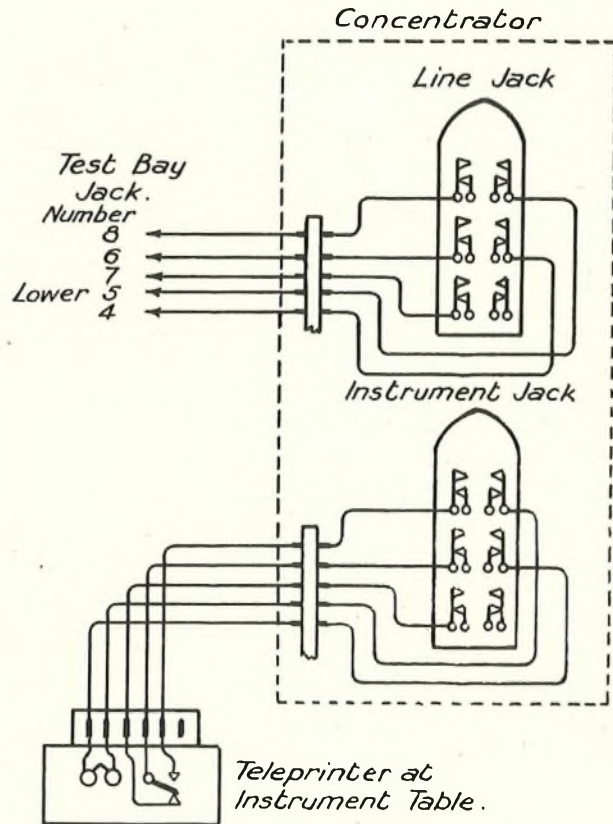 Concentrator
Line Jack
Test Bay
Jack.
Number
8
6
7
Lower 5
4
Instrument Jack
Teleprinter at
Instrument Table.